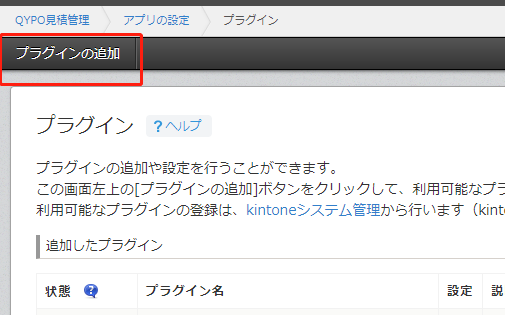 QYPO見積管理 アプリの設定 プラグイン
プラグインの追加
プラグイン ?ヘルプ
プラグインの追加や設定を行うことができます。
この画面左上の[プラグインの追加]ボタンをクリックして、利用可能なプラ
利用可能なプラグインの登録は、kintoneシステム管理から行います（kint
追加したプラグイン
状態 ? プラグイン名 設定 説